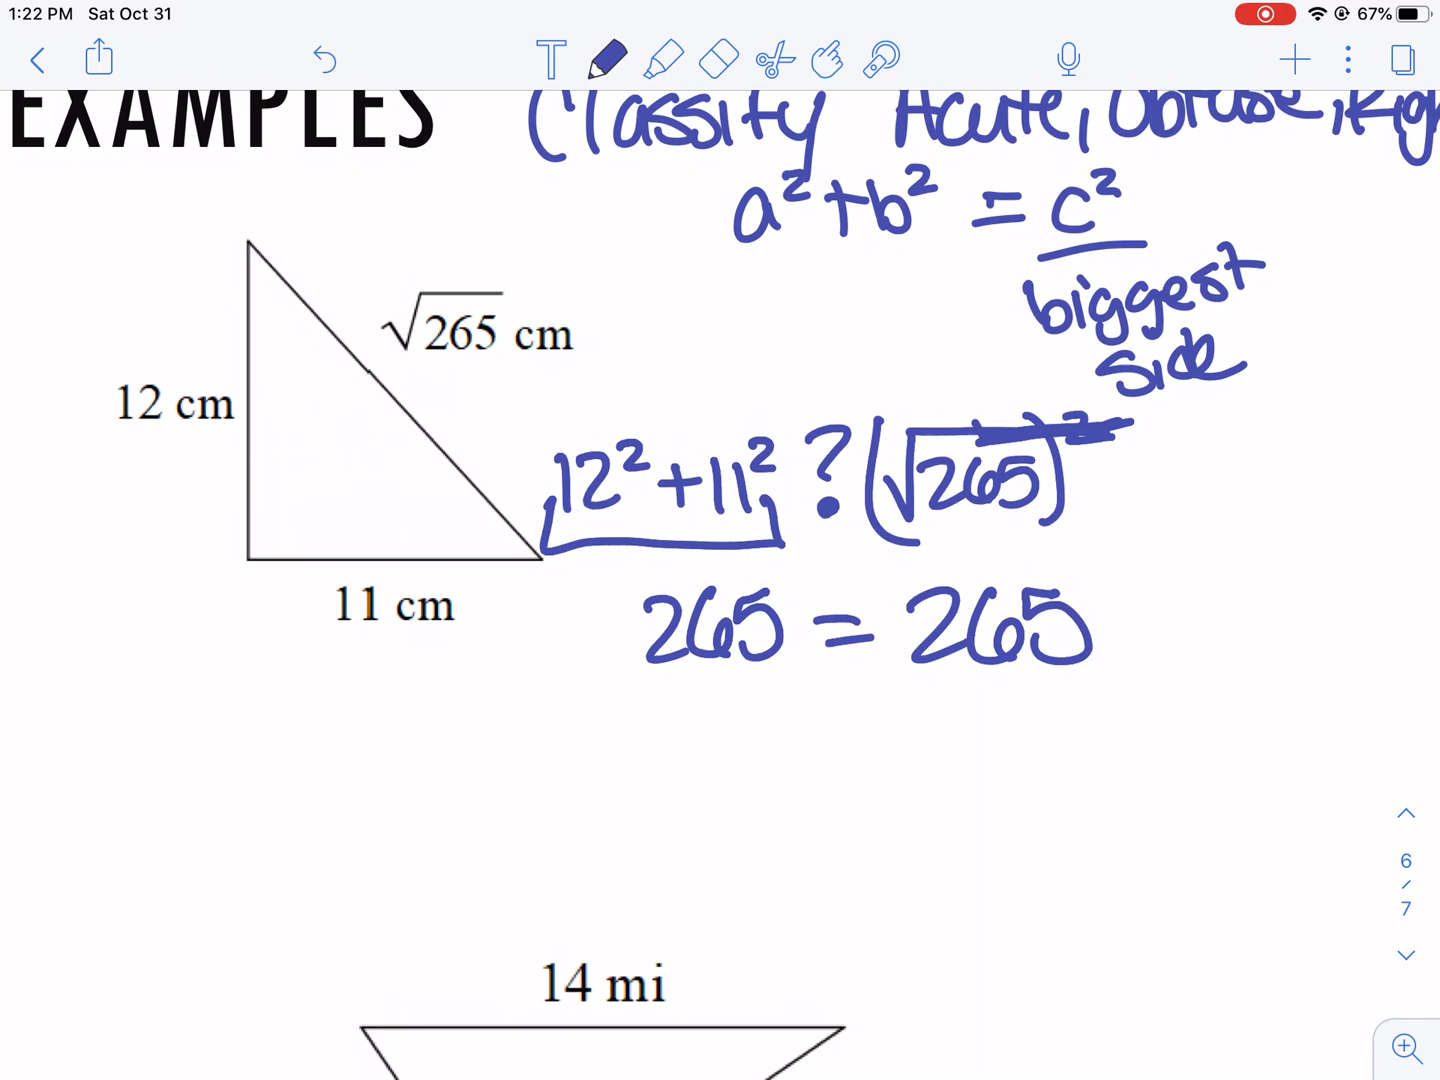 1:22 PM Sat Oct 31
67%
EXAMPLES
Classify Acute, Obtuse, Rig
a² + b² = c²
biggest
side
√265 cm
12 cm
12² + 11² ? (√265)²
11 cm
265 = 265
6
/
7
14 mi